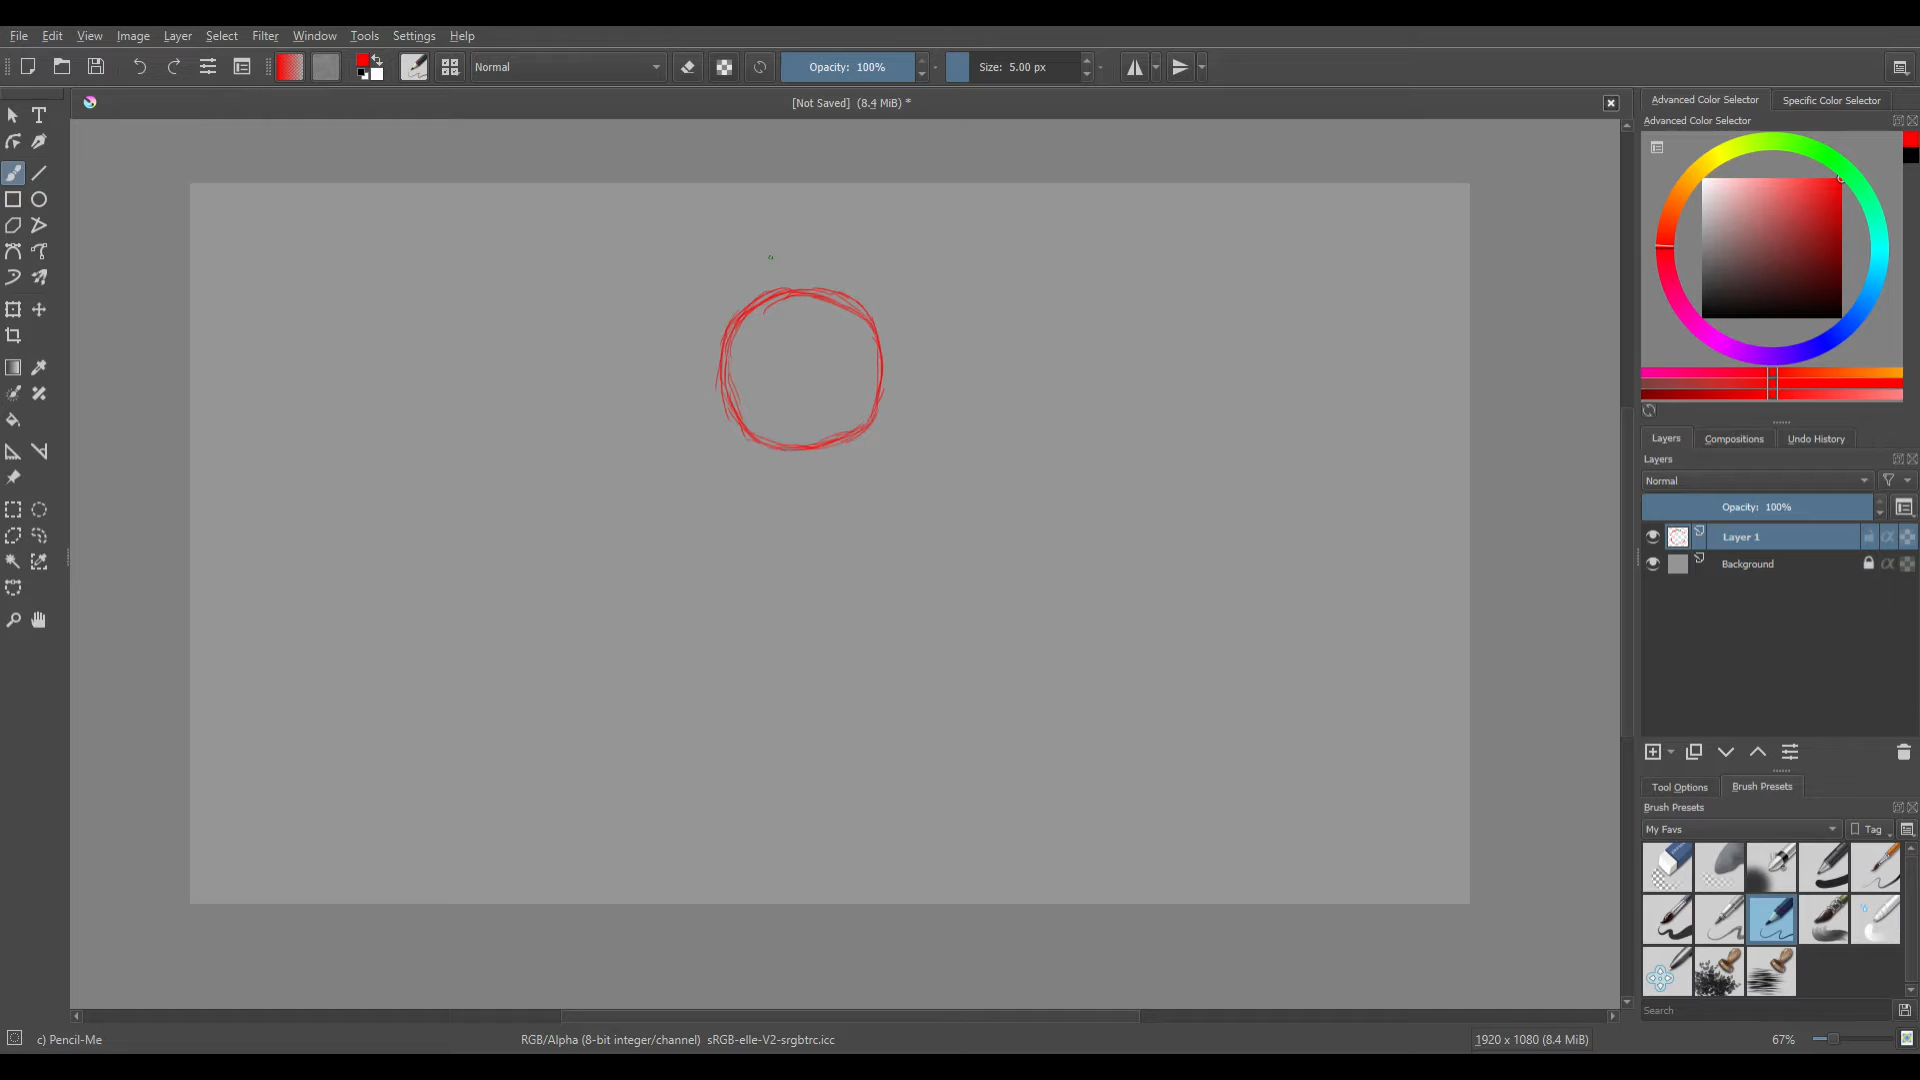 File Edit View Image Layer Select Filter Tools Settings Window Help
Normal Opacity: 100% Size: 5.00 px
[Not Saved] (8.4 MiB) *
Advanced Color Selector Specific Color Selector
Advanced Color Selector
Layers Compositions Undo History
Layers
Normal
Opacity: 100%
Layer 1
Background
Tool Options Brush Presets
Brush Presets
My Favs Tag
Search
c) Pencil-Me RGB/Alpha (8-bit integer/channel) sRGB-elle-V2-srgbtrc.icc 1920 x 1080 (8.4 MiB) 67%